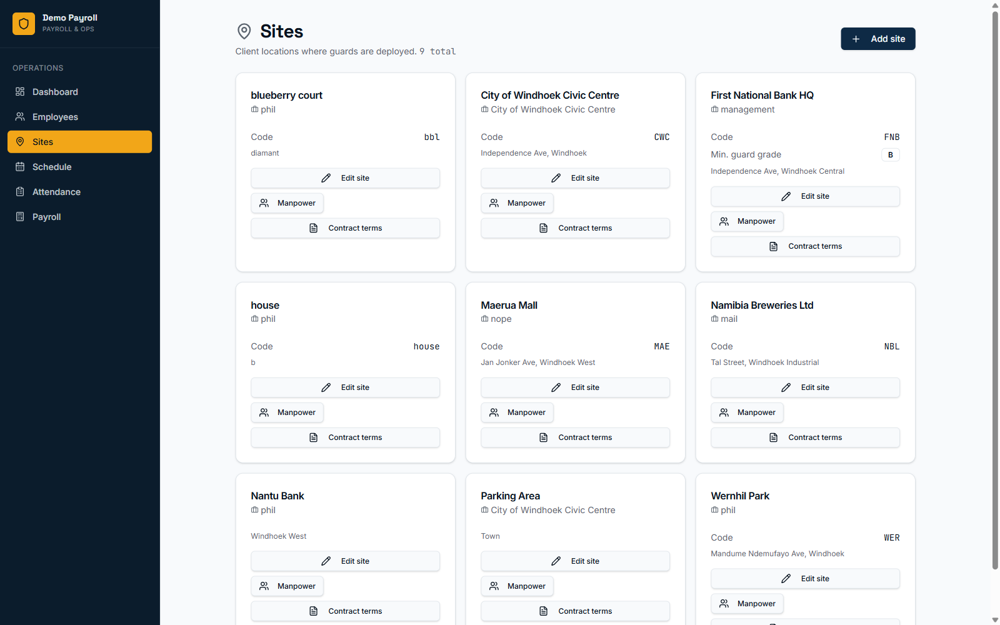 Demo Payroll
PAYROLL & OPS
OPERATIONS
Dashboard
Employees
Sites
Schedule
Attendance
Payroll
Sites
Client locations where guards are deployed. 9 total
Add site
blueberry court
phil
Code bbl
diamant
Edit site
Manpower
Contract terms
City of Windhoek Civic Centre
City of Windhoek Civic Centre
Code CWC
Independence Ave, Windhoek
Edit site
Manpower
Contract terms
First National Bank HQ
management
Code FNB
Min. guard grade B
Independence Ave, Windhoek Central
Edit site
Manpower
Contract terms
house
phil
Code house
b
Edit site
Manpower
Contract terms
Maerua Mall
nope
Code MAE
Jan Jonker Ave, Windhoek West
Edit site
Manpower
Contract terms
Namibia Breweries Ltd
mail
Code NBL
Tal Street, Windhoek Industrial
Edit site
Manpower
Contract terms
Nantu Bank
phil
Windhoek West
Edit site
Manpower
Contract terms
Parking Area
City of Windhoek Civic Centre
Town
Edit site
Manpower
Contract terms
Wernhil Park
phil
Code WER
Mandume Ndemufayo Ave, Windhoek
Edit site
Manpower